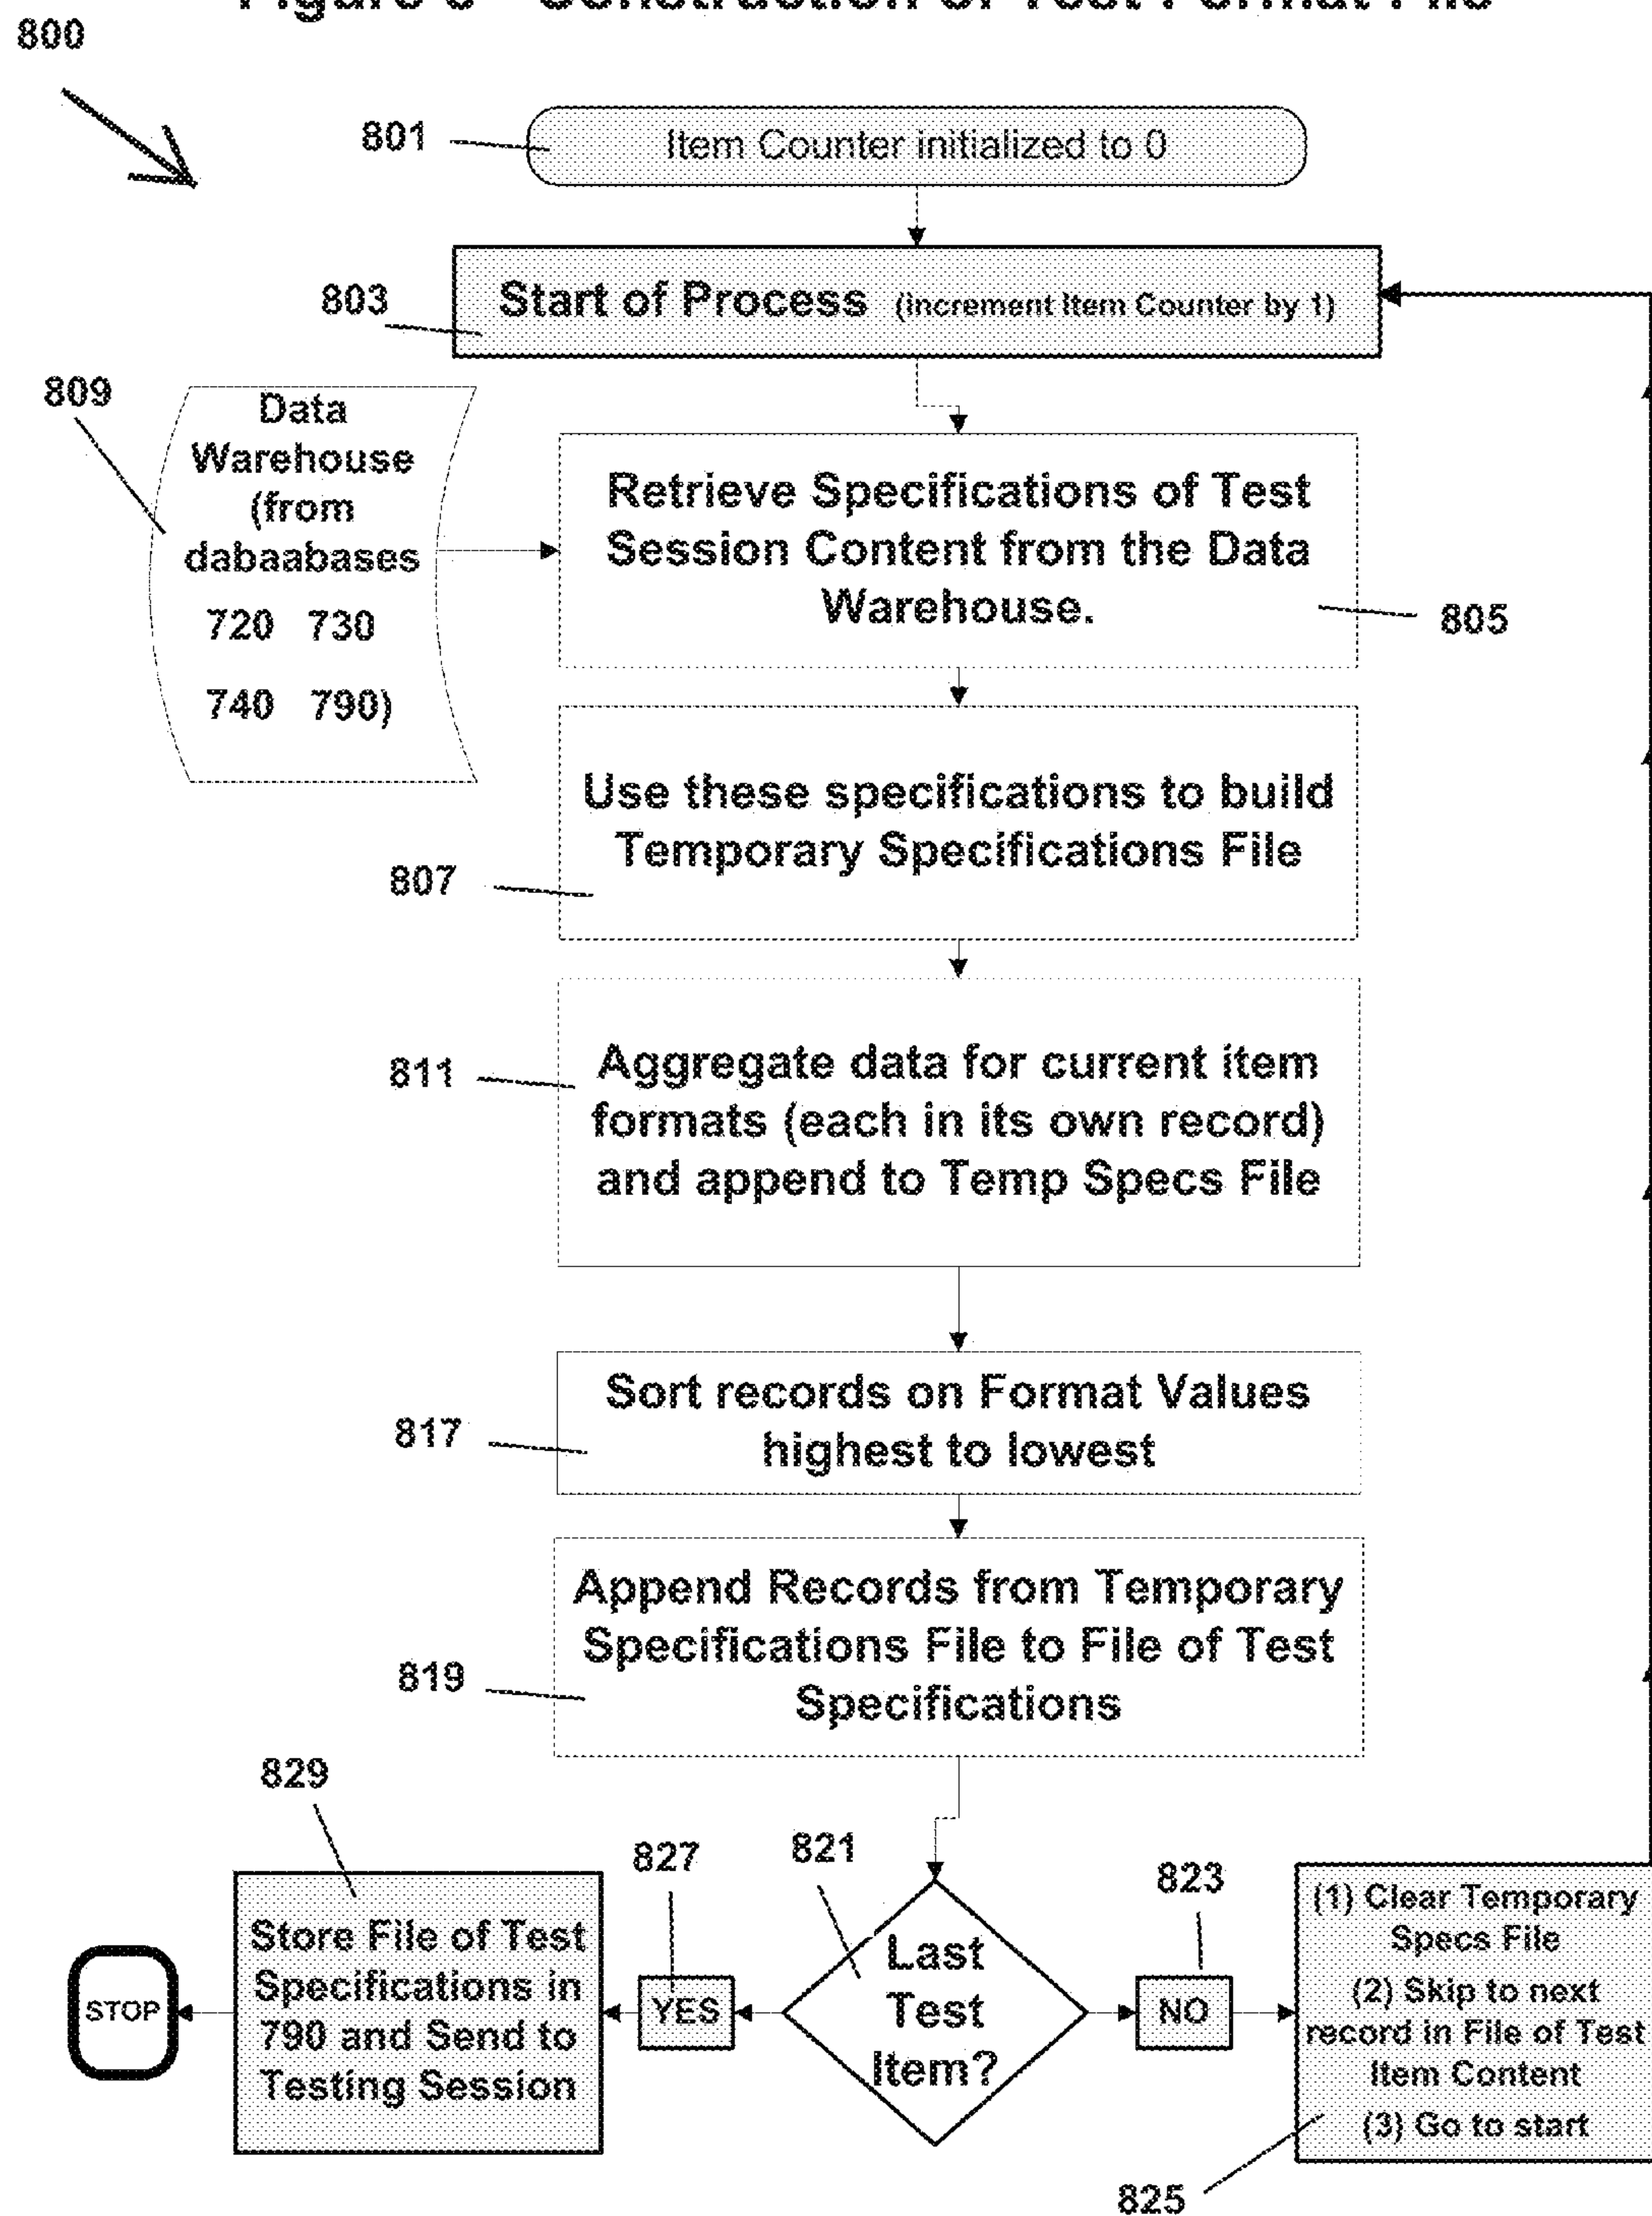 800
801
Item Counter initialized to 0
803
Start of Process (increment Item Counter by 1)
809
Data
Warehouse
(from
dabaabases
720 730
740 790)
Retrieve Specifications of Test
Session Content from the Data
Warehouse.
805
Use these specifications to build
Temporary Specifications File
807
811
Aggregate data for current item
formats (each in its own record)
and append to Temp Specs File
Sort records on Format Values
highest to lowest
817
Append Records from Temporary
Specifications File to File of Test
Specifications
819
829
827
821
823
STOP
Store File of Test
Specifications in
790 and Send to
Testing Session
YES
Last
Test
Item?
NO
(1) Clear Temporary
Specs File
(2) Skip to next
record in File of Test
Item Content
(3) Go to start
825